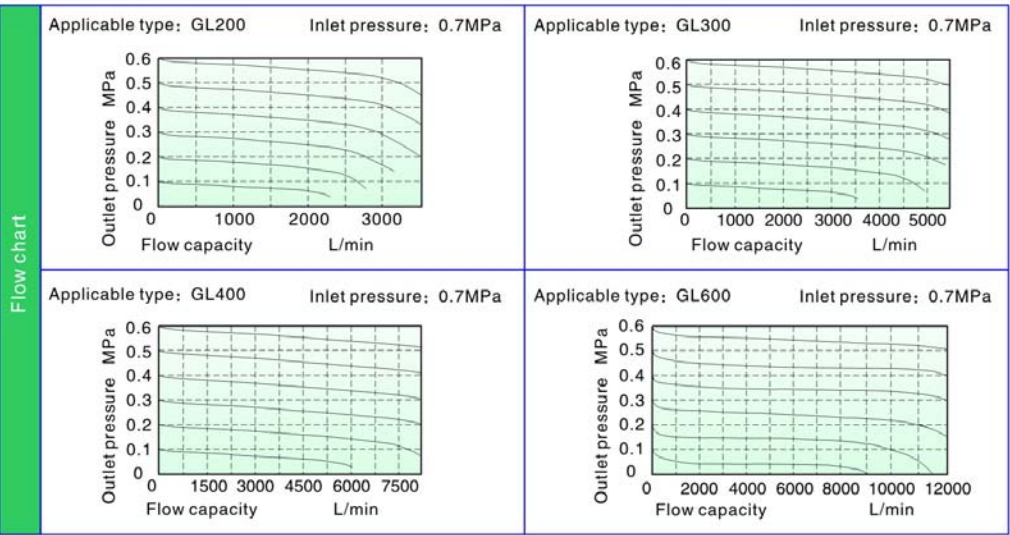 Flow chart
Applicable type: GL200 Inlet pressure: 0.7MPa
Outlet pressure MPa
0.6
0.5
0.4
0.3
0.2
0.1
0
0 1000 2000 3000
Flow capacity L/min
Applicable type: GL300 Inlet pressure: 0.7MPa
Outlet pressure MPa
0.6
0.5
0.4
0.3
0.2
0.1
0
0 1000 2000 3000 4000 5000
Flow capacity L/min
Applicable type: GL400 Inlet pressure: 0.7MPa
Outlet pressure MPa
0.6
0.5
0.4
0.3
0.2
0.1
0
0 1500 3000 4500 6000 7500
Flow capacity L/min
Applicable type: GL600 Inlet pressure: 0.7MPa
Outlet pressure MPa
0.6
0.5
0.4
0.3
0.2
0.1
0
0 2000 4000 6000 8000 10000 12000
Flow capacity L/min